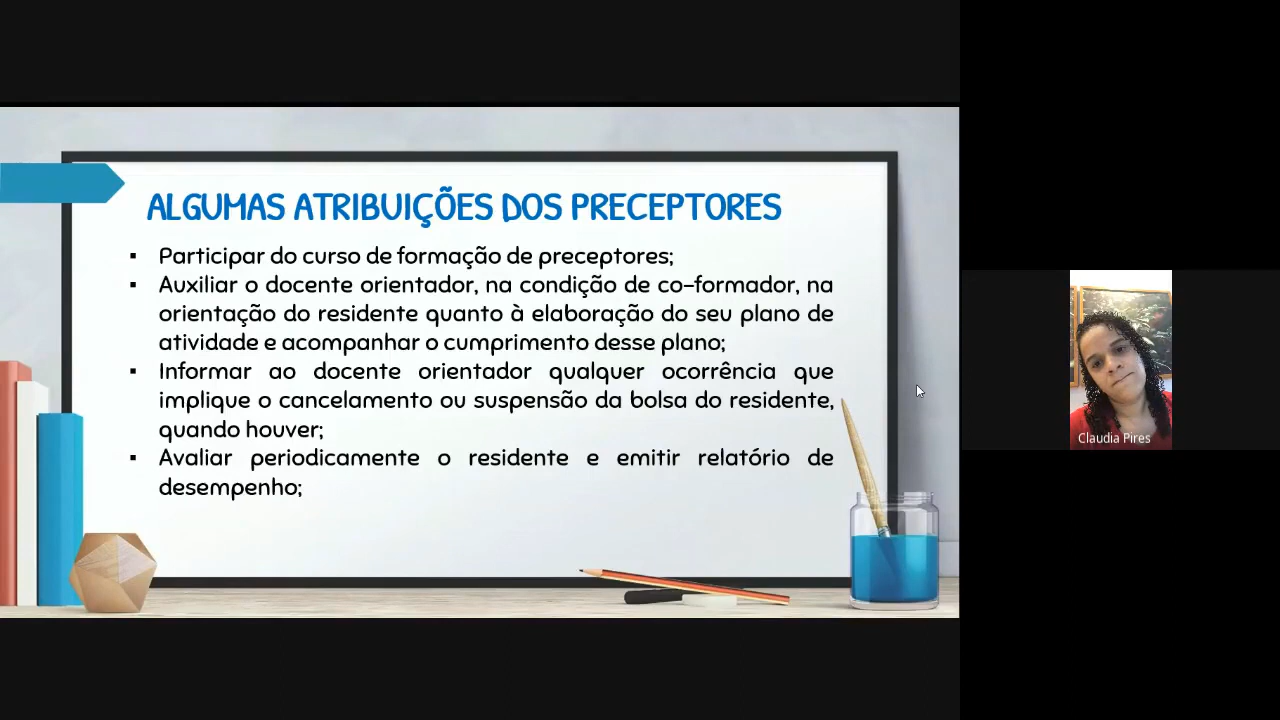 ALGUMAS ATRIBUIÇÕES DOS PRECEPTORES
▪ Participar do curso de formação de preceptores;
▪ Auxiliar o docente orientador, na condição de co-formador, na
orientação do residente quanto à elaboração do seu plano de
atividade e acompanhar o cumprimento desse plano;
▪ Informar ao docente orientador qualquer ocorrência que
implique o cancelamento ou suspensão da bolsa do residente,
quando houver;
▪ Avaliar periodicamente o residente e emitir relatório de
desempenho;
Claudia Pires